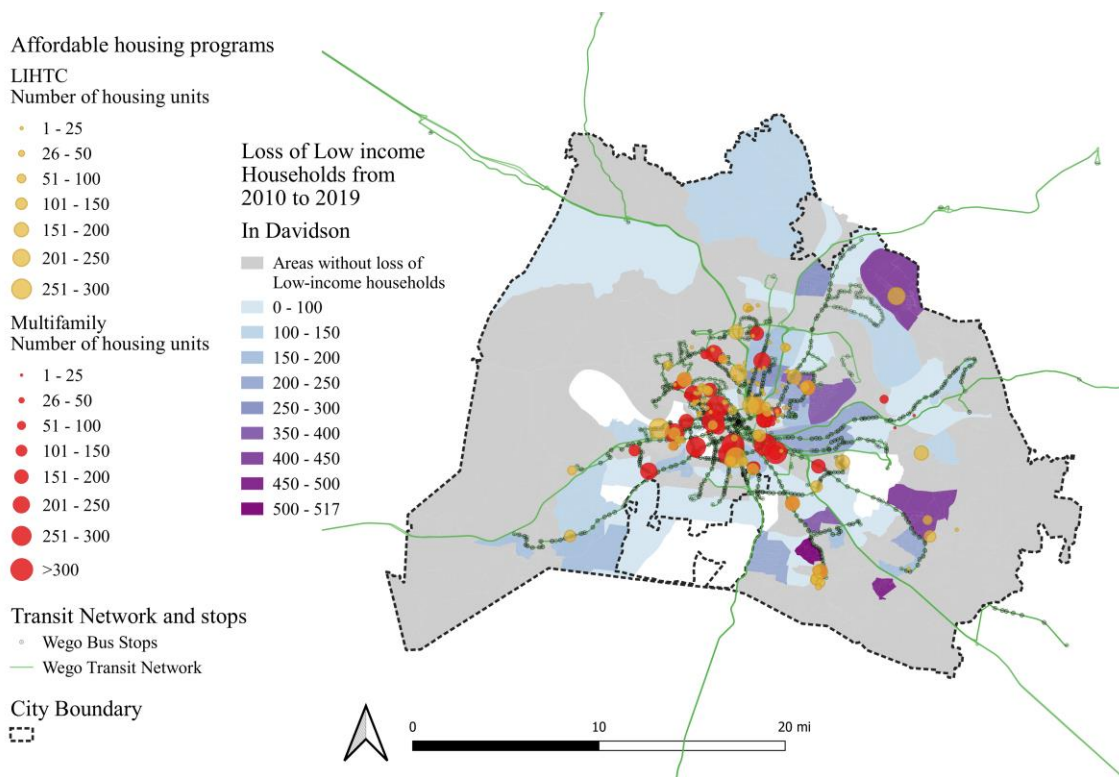 Affordable housing programs
LIHTC
Number of housing units
1 - 25
26 - 50
51 - 100
101 - 150
151 - 200
201 - 250
251 - 300
Multifamily
Number of housing units
1 - 25
26 - 50
51 - 100
101 - 150
151 - 200
201 - 250
251 - 300
>300
Transit Network and stops
Wego Bus Stops
Wego Transit Network
City Boundary
Loss of Low income
Households from
2010 to 2019
In Davidson
Areas without loss of
Low-income households
0 - 100
100 - 150
150 - 200
200 - 250
250 - 300
350 - 400
400 - 450
450 - 500
500 - 517
0 10 20 mi